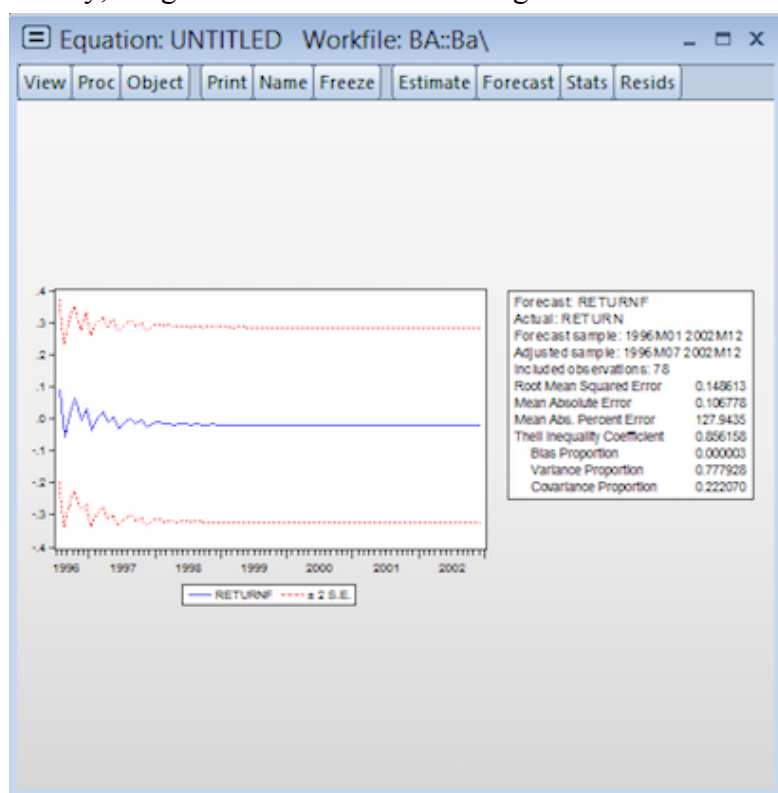 Equation: UNTITLED Workfile: BA::Ba\
View Proc Object Print Name Freeze Estimate Forecast Stats Resids
.4
.3
.2
.1
.0
-.1
-.2
-.3
-.4
1996 1997 1998 1999 2000 2001 2002
RETURNF ± 2 S.E.
Forecast: RETURNF
Actual: RETURN
Forecast sample: 1996M01 2002M12
Adjusted sample: 1996M07 2002M12
Included observations: 78
Root Mean Squared Error 0.148613
Mean Absolute Error 0.106778
Mean Abs. Percent Error 127.9435
Theil Inequality Coefficient 0.856158
Bias Proportion 0.000003
Variance Proportion 0.777928
Covariance Proportion 0.222070